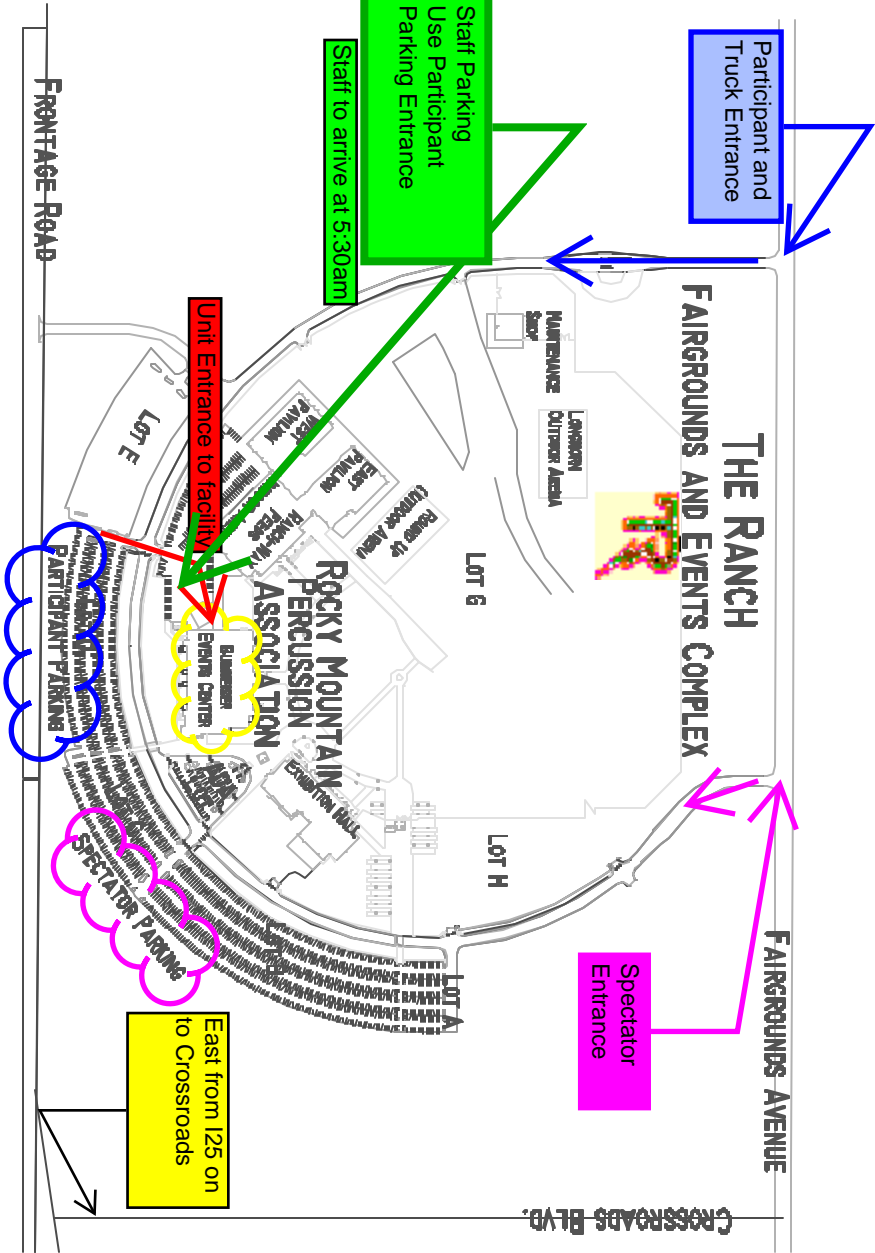 Participant and
Truck Entrance
Staff Parking
Use Participant
Parking Entrance
Staff to arrive at 5:30am
Unit Entrance to facility
THE RANCH
FAIRGROUNDS AND EVENTS COMPLEX
FAIRGROUNDS AVENUE
MAINTENANCE
SHOP
LONGHORN
OUTDOOR ARENA
LOT G
ROUND UP
OUTDOOR ARENA
WEST
PAVILION
EAST
PAVILION
ROCKY MOUNTAIN
PERCUSSION
ASSOCIATION
EVENTS CENTER
EXHIBITION HALL
LOT H
LOT A
LOT E
PARTICIPANT PARKING
SPECTATOR PARKING
Spectator
Entrance
East from I25 on
to Crossroads
FRONTAGE ROAD
CROSSROADS BLVD.